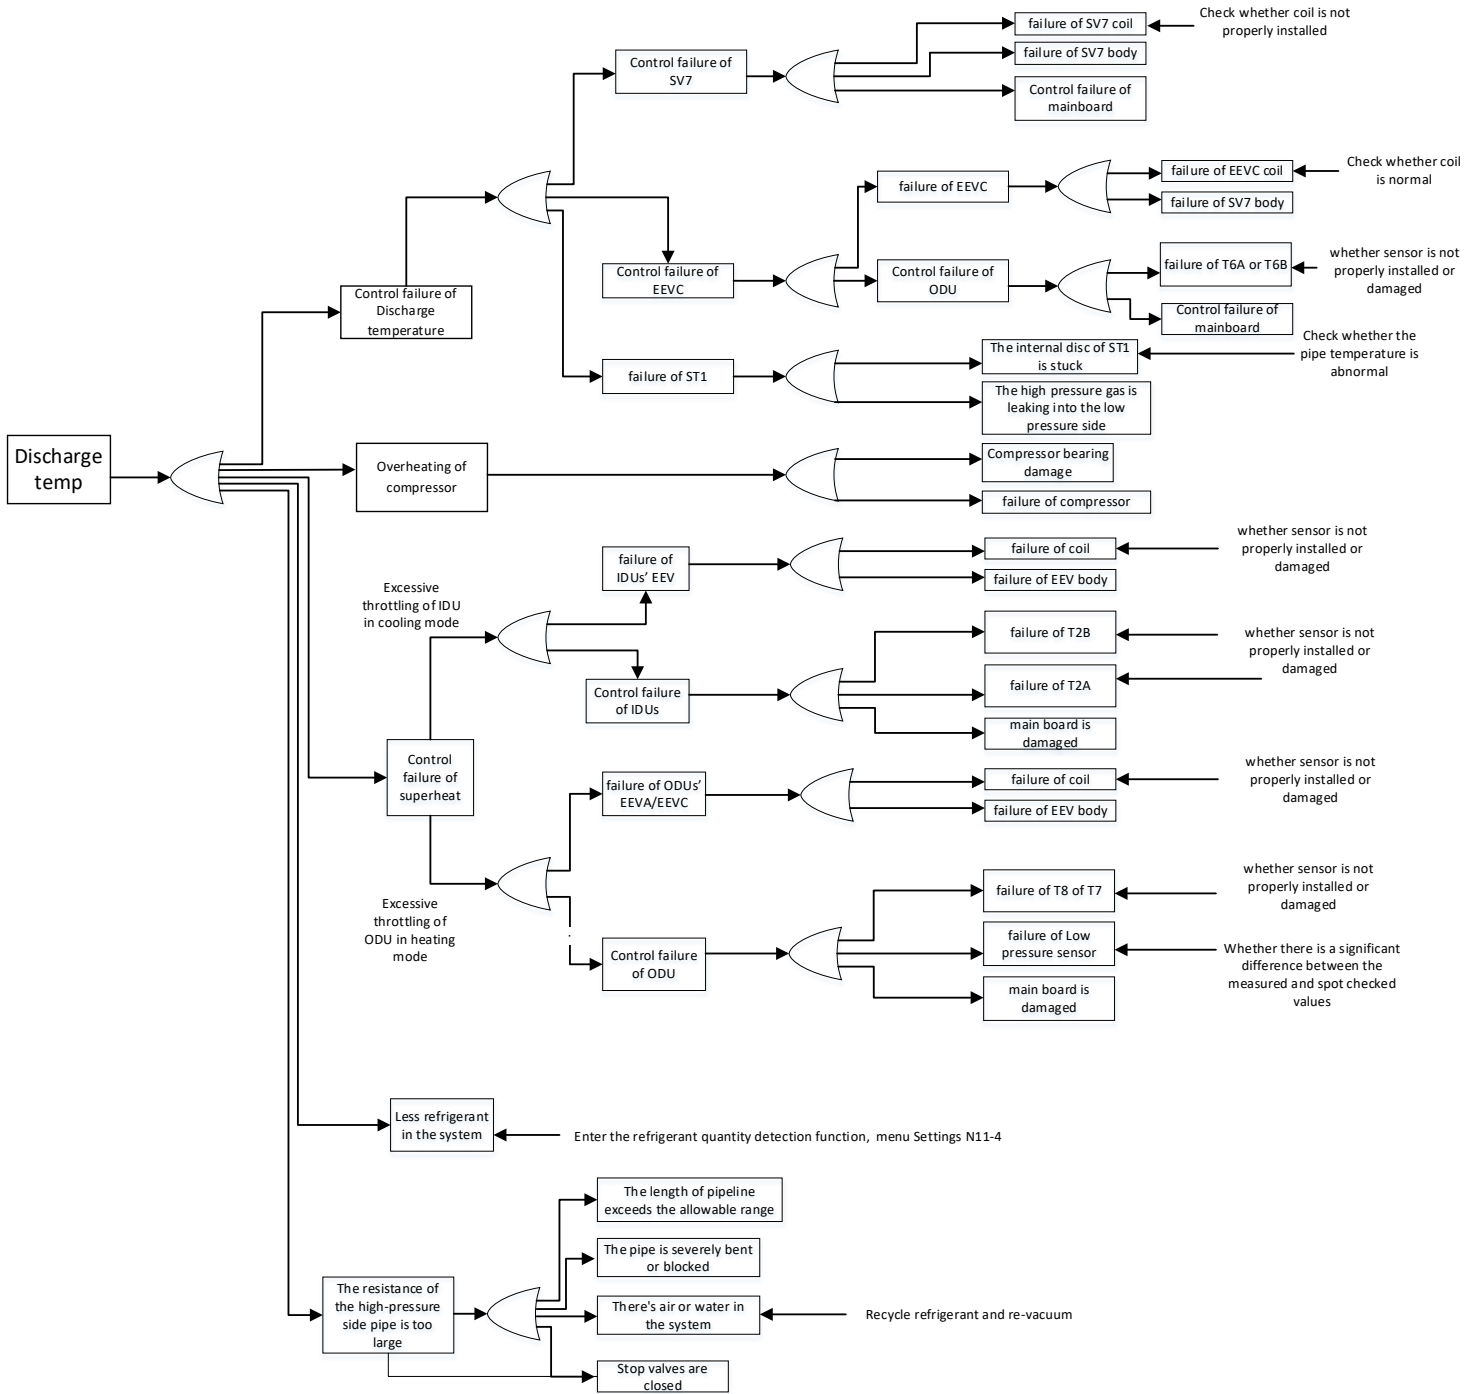 failure of SV7 coil
Check whether coil is not
properly installed
Control failure of
SV7
failure of SV7 body
Control failure of
mainboard
failure of EEVC
failure of EEVC coil
Check whether coil
is normal
failure of SV7 body
Control failure of
EEVC
Control failure of
ODU
failure of T6A or T6B
whether sensor is not
properly installed or
damaged
Control failure of
mainboard
Control failure of
Discharge
temperature
failure of ST1
The internal disc of ST1
is stuck
Check whether the
pipe temperature is
abnormal
The high pressure gas is
leaking into the low
pressure side
Discharge
temp
Overheating of
compressor
Compressor bearing
damage
failure of compressor
Excessive
throttling of IDU
in cooling mode
failure of
IDUs’ EEV
failure of coil
whether sensor is not
properly installed or
damaged
failure of EEV body
Control failure
of IDUs
failure of T2B
whether sensor is not
properly installed or
damaged
failure of T2A
main board is
damaged
Control
failure of
superheat
failure of ODUs’
EEVA/EEVC
failure of coil
whether sensor is not
properly installed or
damaged
failure of EEV body
Excessive
throttling of
ODU in heating
mode
Control failure
of ODU
failure of T8 of T7
whether sensor is not
properly installed or
damaged
failure of Low
pressure sensor
Whether there is a significant
difference between the
measured and spot checked
values
main board is
damaged
Less refrigerant
in the system
Enter the refrigerant quantity detection function, menu Settings N11-4
The length of pipeline
exceeds the allowable range
The pipe is severely bent
or blocked
The resistance of
the high-pressure
side pipe is too
large
There's air or water in
the system
Recycle refrigerant and re-vacuum
Stop valves are
closed